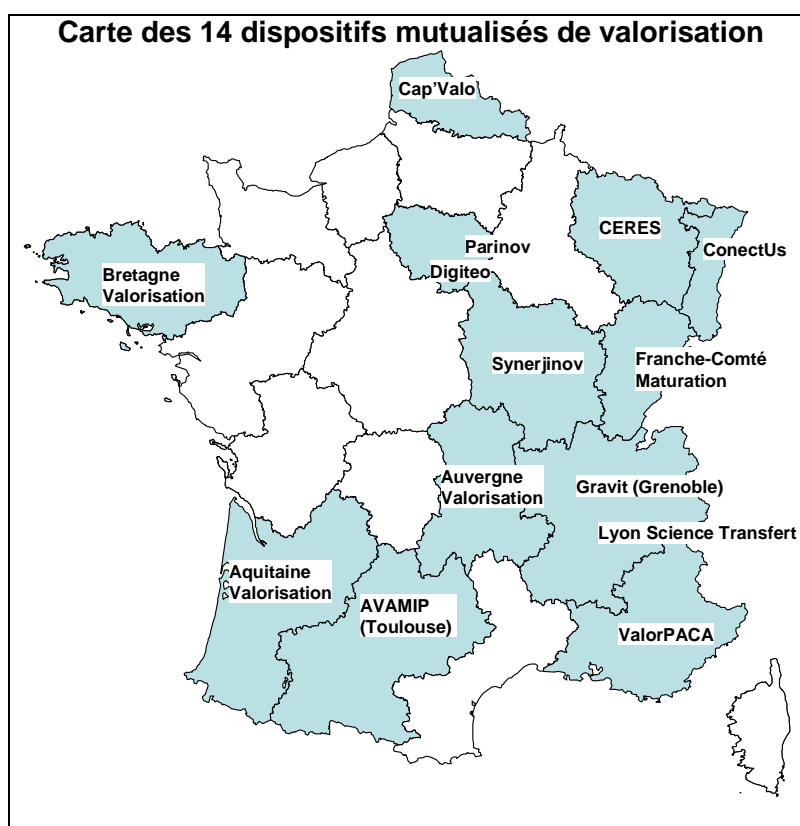 Carte des 14 dispositifs mutualisés de valorisation
Cap'Valo
CERES
Parinov
ConectUs
Digiteo
Bretagne
Valorisation
Synerjinov
Franche-Comté
Maturation
Auvergne
Valorisation
Gravit (Grenoble)
Lyon Science Transfert
Aquitaine
Valorisation
AVAMIP
(Toulouse)
ValorPACA